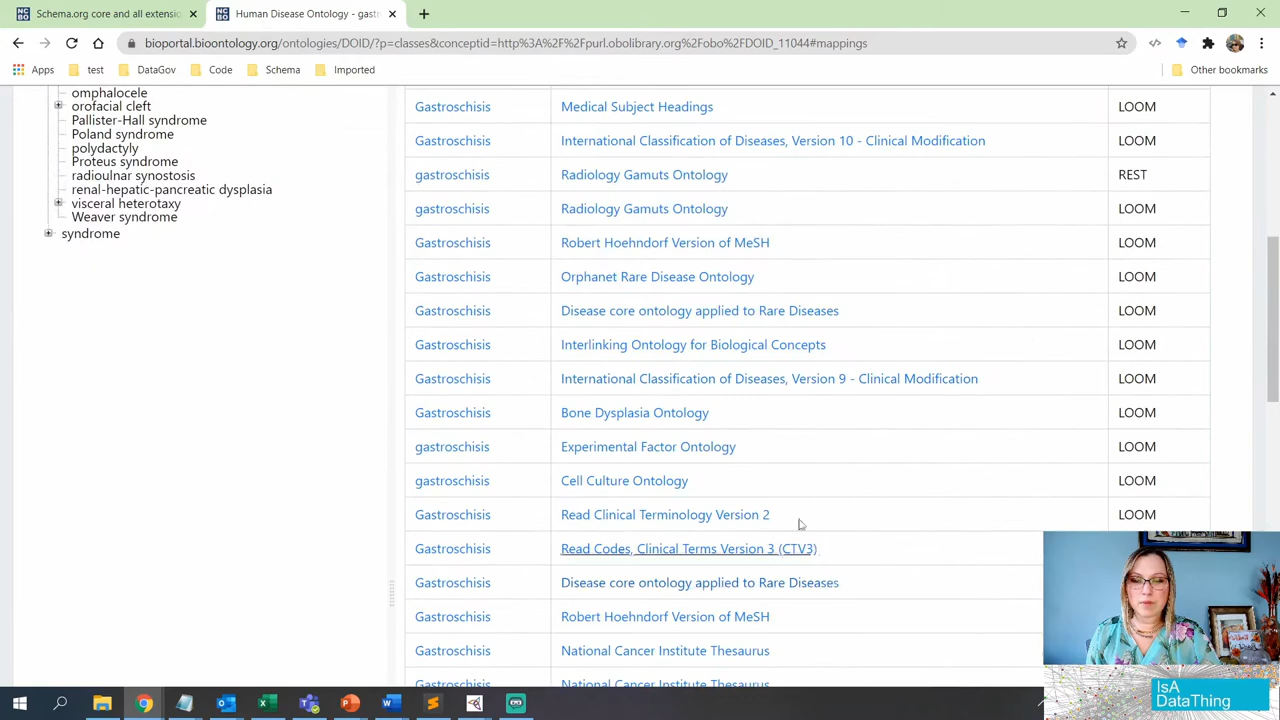 Schema.org core and all extensio
Human Disease Ontology - gast
bioportal.bioontology.org/ontologies/DOID/?p=classes&conceptid=http%3A%2F%2Fpurl.obolibrary.org%2Fobo%2FDOID_11044#mappings
Apps test DataGov Code Schema Imported Other bookmarks
omphalocele
orofacial cleft
Pallister-Hall syndrome
Poland syndrome
polydactyly
Proteus syndrome
radioulnar synostosis
renal-hepatic-pancreatic dysplasia
visceral heterotaxy
Weaver syndrome
syndrome
Gastroschisis Medical Subject Headings LOOM
Gastroschisis International Classification of Diseases, Version 10 - Clinical Modification LOOM
gastroschisis Radiology Gamuts Ontology REST
gastroschisis Radiology Gamuts Ontology LOOM
Gastroschisis Robert Hoehndorf Version of MeSH LOOM
Gastroschisis Orphanet Rare Disease Ontology LOOM
Gastroschisis Disease core ontology applied to Rare Diseases LOOM
Gastroschisis Interlinking Ontology for Biological Concepts LOOM
Gastroschisis International Classification of Diseases, Version 9 - Clinical Modification LOOM
Gastroschisis Bone Dysplasia Ontology LOOM
gastroschisis Experimental Factor Ontology LOOM
gastroschisis Cell Culture Ontology LOOM
Gastroschisis Read Clinical Terminology Version 2 LOOM
Gastroschisis Read Codes, Clinical Terms Version 3 (CTV3)
Gastroschisis Disease core ontology applied to Rare Diseases
Gastroschisis Robert Hoehndorf Version of MeSH
Gastroschisis National Cancer Institute Thesaurus
Gastroschisis National Cancer Institute Thesaurus
IsA
DataThing